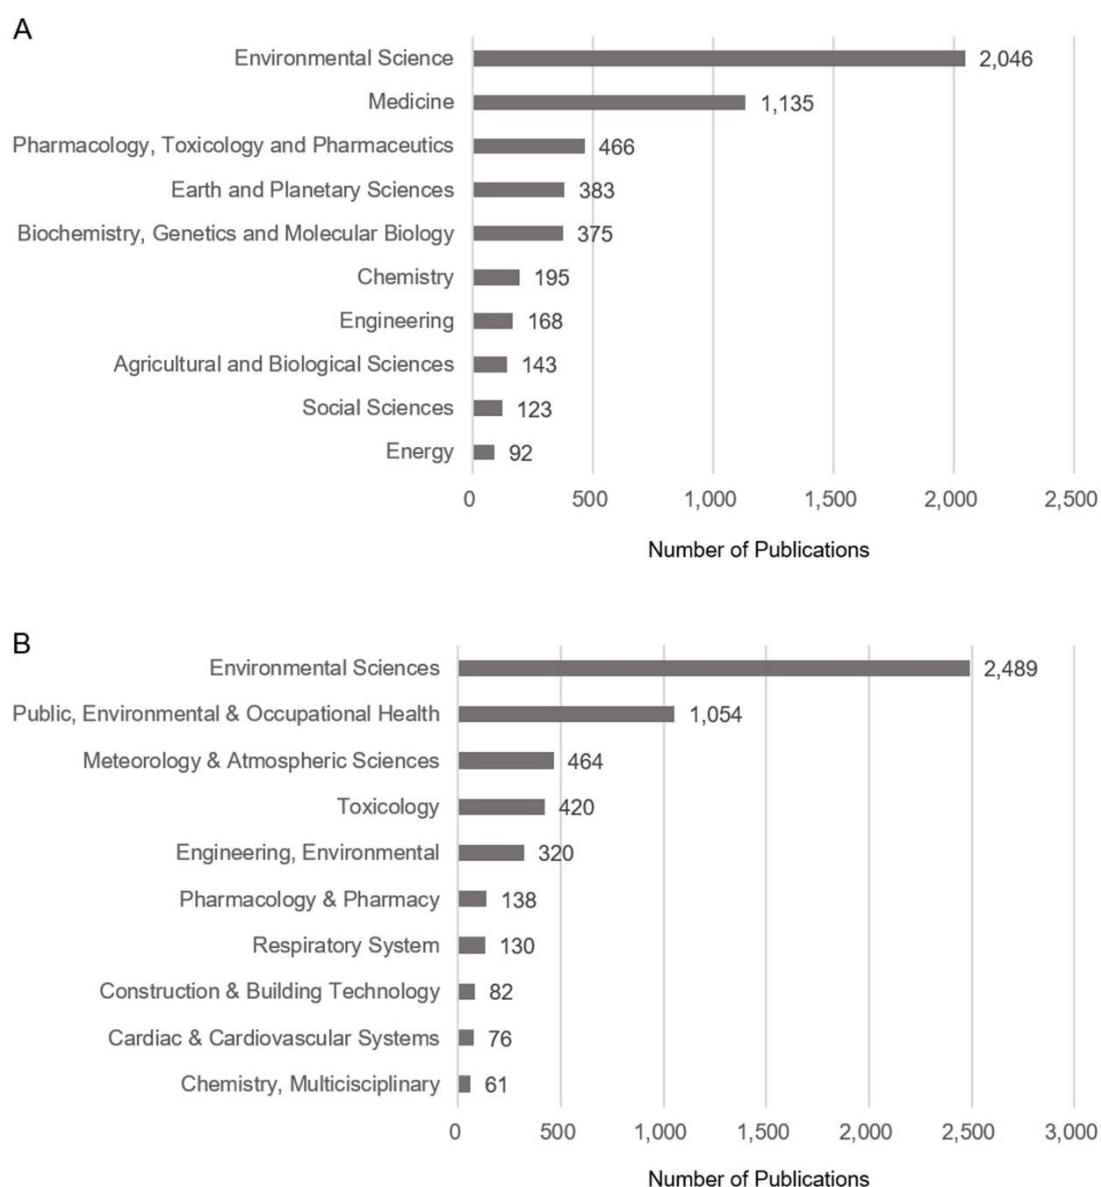 A
Environmental Science 2,046
Medicine 1,135
Pharmacology, Toxicology and Pharmaceutics 466
Earth and Planetary Sciences 383
Biochemistry, Genetics and Molecular Biology 375
Chemistry 195
Engineering 168
Agricultural and Biological Sciences 143
Social Sciences 123
Energy 92
0 500 1,000 1,500 2,000 2,500
Number of Publications
B
Environmental Sciences 2,489
Public, Environmental & Occupational Health 1,054
Meteorology & Atmospheric Sciences 464
Toxicology 420
Engineering, Environmental 320
Pharmacology & Pharmacy 138
Respiratory System 130
Construction & Building Technology 82
Cardiac & Cardiovascular Systems 76
Chemistry, Multicisciplinary 61
0 500 1,000 1,500 2,000 2,500 3,000
Number of Publications